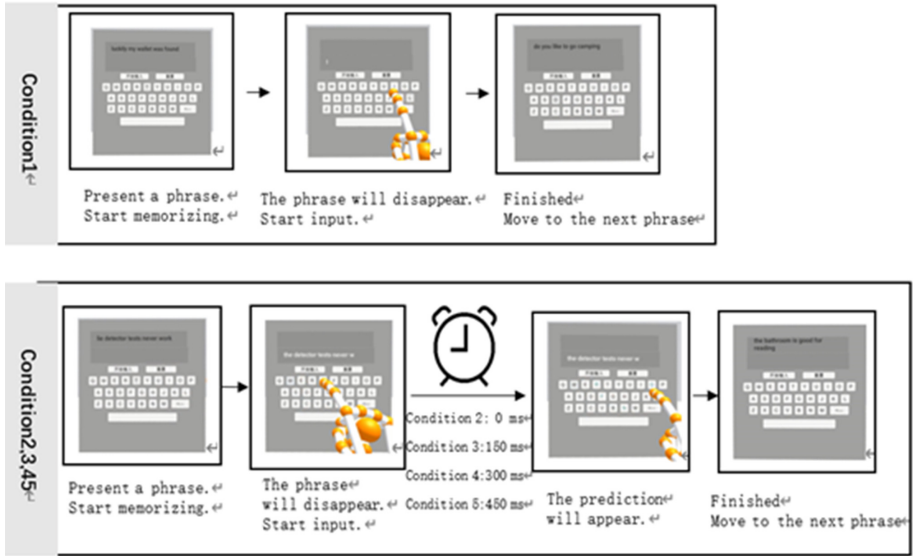 Condition1↵
luckily my wallet was found
do you like to go camping
Q W E R T Y U I O P
Present a phrase.↵
Start memorizing.↵
The phrase will disappear.↵
Start input.↵
Finished↵
Move to the next phrase↵
Condition2,3,45↵
lie detector tests never work
the detector tests never w
the detector tests never w
the bathroom is good for
reading
Condition 2: 0 ms↵
Condition 3:150 ms↵
Condition 4:300 ms↵
Condition 5:450 ms↵
Present a phrase.↵
Start memorizing.↵
The phrase↵
will disappear.↵
Start input.↵
The prediction↵
will appear.↵
Finished↵
Move to the next phrase↵